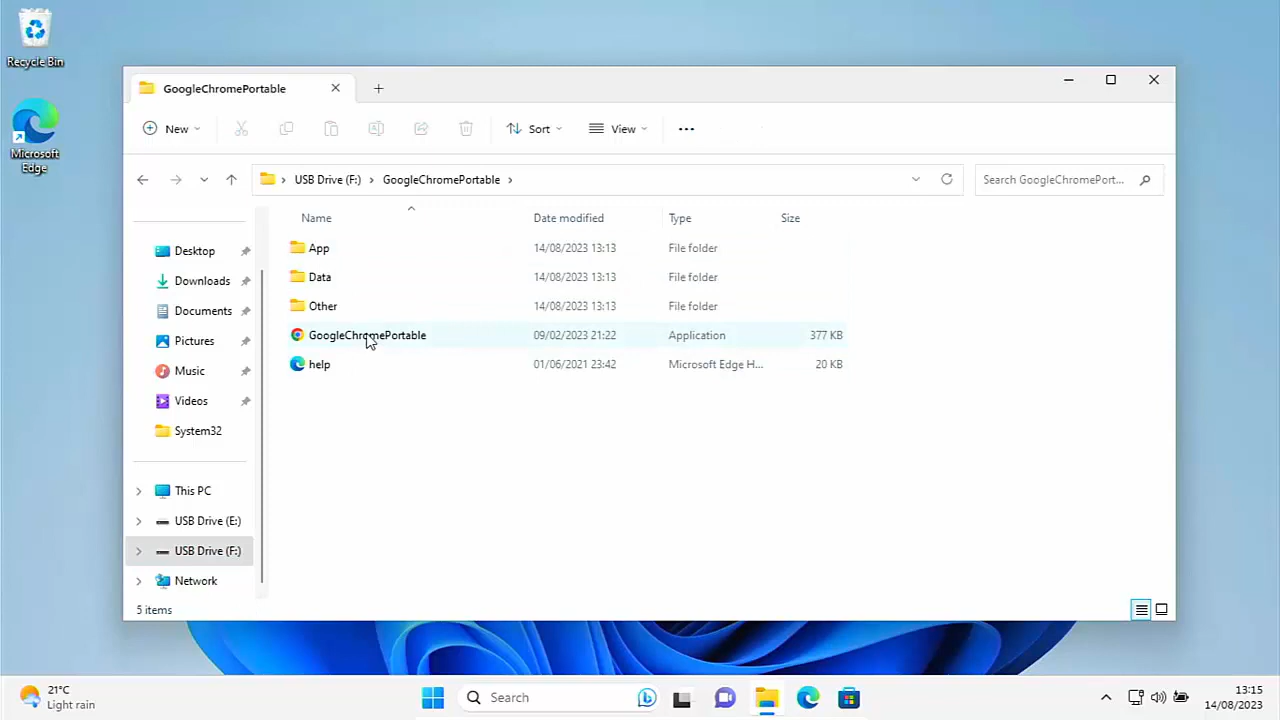 Recycle Bin
Microsoft
Edge
GoogleChromePortable
New
Sort
View
USB Drive (F:)
GoogleChromePortable
Search GoogleChromePort...
Name
Date modified
Type
Size
App
14/08/2023 13:13
File folder
Data
14/08/2023 13:13
File folder
Other
14/08/2023 13:13
File folder
GoogleChromePortable
09/02/2023 21:22
Application
377 KB
help
01/06/2021 23:42
Microsoft Edge H...
20 KB
Desktop
Downloads
Documents
Pictures
Music
Videos
System32
This PC
USB Drive (E:)
USB Drive (F:)
Network
5 items
21°C
Light rain
Search
13:15
14/08/2023